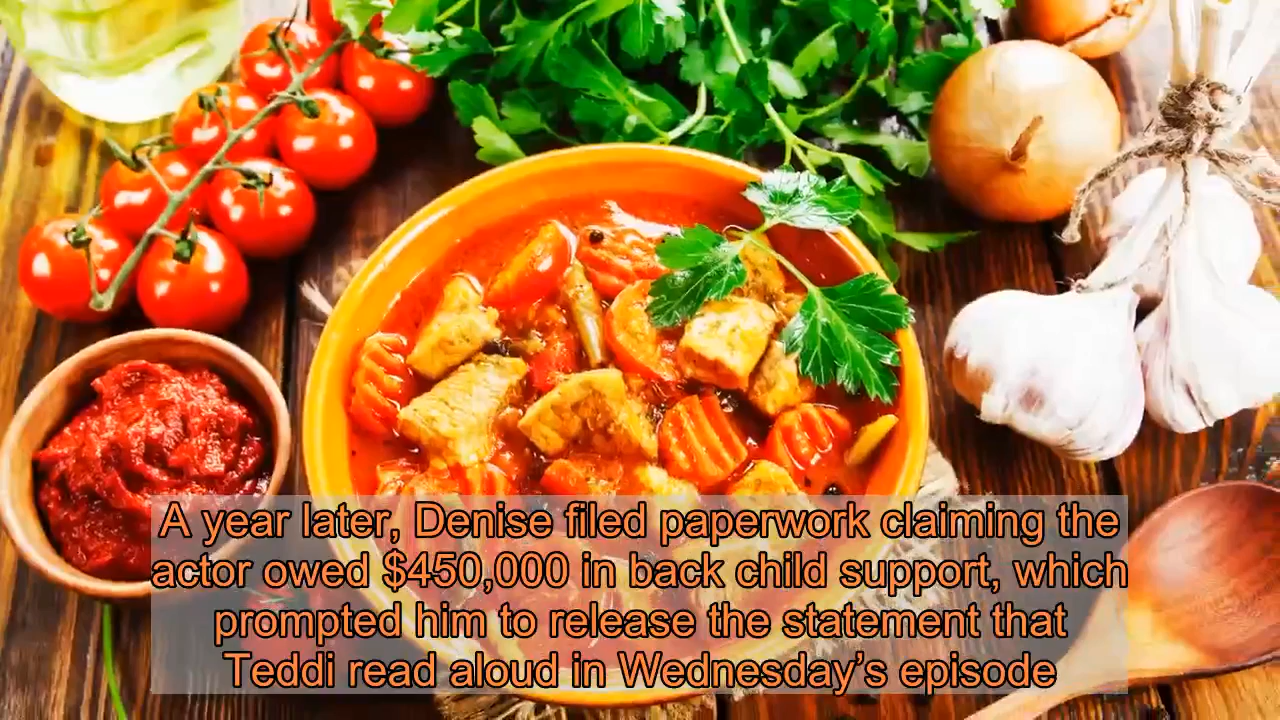 A year later, Denise filed paperwork claiming the
actor owed $450,000 in back child support, which
prompted him to release the statement that
Teddi read aloud in Wednesday’s episode